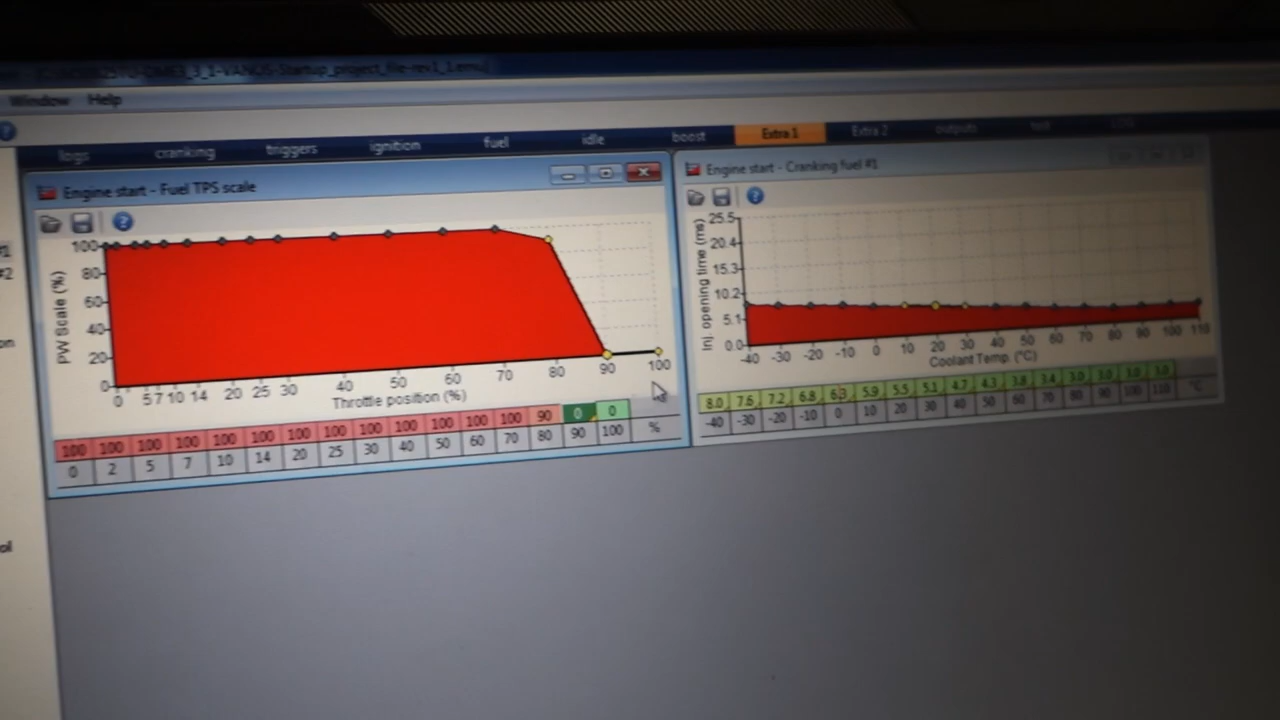 VANOS-Startup_project_file-rev1_1.emu
Window Help
logs cranking triggers ignition fuel idle boost Extra 1 Extra 2 outputs
Engine start - Fuel TPS scale
100
80
60
40
20
0
PW Scale (%)
0 5 7 10 14 20 25 30 40 50 60 70 80 90 100
Throttle position (%)
100 100 100 100 100 100 100 100 100 100 100 100 100 90 0 0
0 2 5 7 10 14 20 25 30 40 50 60 70 80 90 100 %
Engine start - Cranking fuel #1
25.5
20.4
15.3
10.2
5.1
0.0
Inj. opening time (ms)
-40 -30 -20 -10 0 10 20 30 40 50 60 70 80 90 100 110
Coolant Temp. (°C)
8.0 7.6 7.2 6.8 6.3 5.9 5.5 5.1 4.7 4.3 3.8 3.4 3.0 3.0 3.0 3.0
-40 -30 -20 -10 0 10 20 30 40 50 60 70 80 90 100 110 °C
#1
#2
on
ol